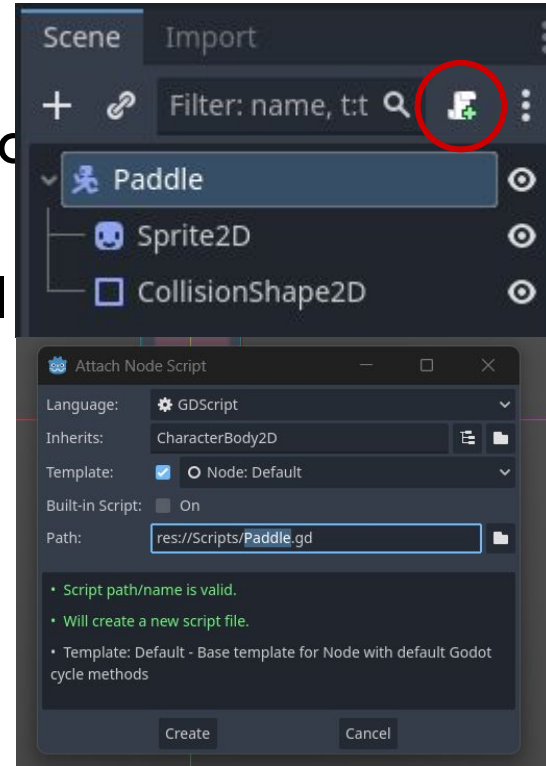 Scene Import
Filter: name, t:t
Paddle
Sprite2D
CollisionShape2D
Attach Node Script
Language: GDScript
Inherits: CharacterBody2D
Template: Node: Default
Built-in Script: On
Path: res://Scripts/Paddle.gd
• Script path/name is valid.
• Will create a new script file.
• Template: Default - Base template for Node with default Godot
cycle methods
Create Cancel